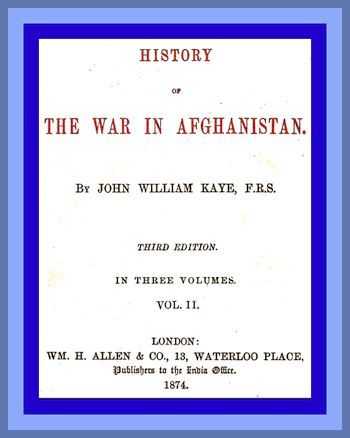 HISTORY
OF
THE WAR IN AFGHANISTAN.
BY JOHN WILLIAM KAYE, F.R.S.
THIRD EDITION.
IN THREE VOLUMES.
VOL. II.
LONDON:
WM. H. ALLEN & CO., 13, WATERLOO PLACE,
Publishers to the India Office.
1874.